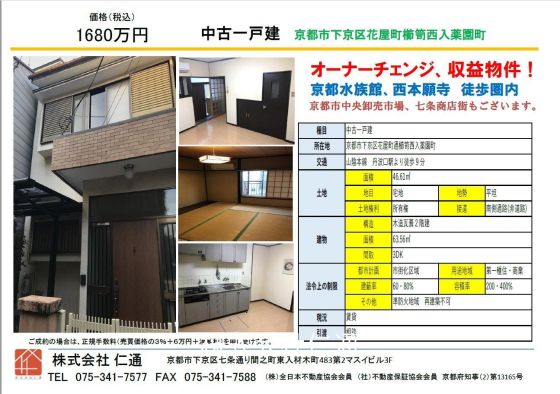 価格（税込）
1680万円
中古一戸建
京都市下京区花屋町櫛笥西入薬園町
オーナーチェンジ、収益物件！
京都水族館、西本願寺　徒歩圏内
京都市中央卸売市場、七条商店街もございます。
種目 中古一戸建
所在地 京都市下京区花屋町通櫛笥西入薬園町
交通 山陰本線　丹波口駅より徒歩９分
土地 面積 46.61㎡
地目 宅地 地勢 平坦
土地権利 所有権 接道 南側通路(非道路)
建物 構造 木造瓦葺２階建
面積 63.56㎡
間取 3DK
法令上の制限 都市計画 市街化区域 用途地域 第一種住・商業
建蔽率 60・80% 容積率 200・400%
その他 準防火地域　再建築不可
現況 賃貸
引渡 相談
ご成約の場合は、正規手数料(売買価格の3％＋6万円＋消費税)を申し受けます。
株式会社 仁通
京都市下京区七条通り間之町東入材木町483第2マスイビル3F
TEL 075-341-7577 FAX 075-341-7588
（株）全日本不動産協会会員（社）不動産保証協会会員 京都府知事（2）第13165号